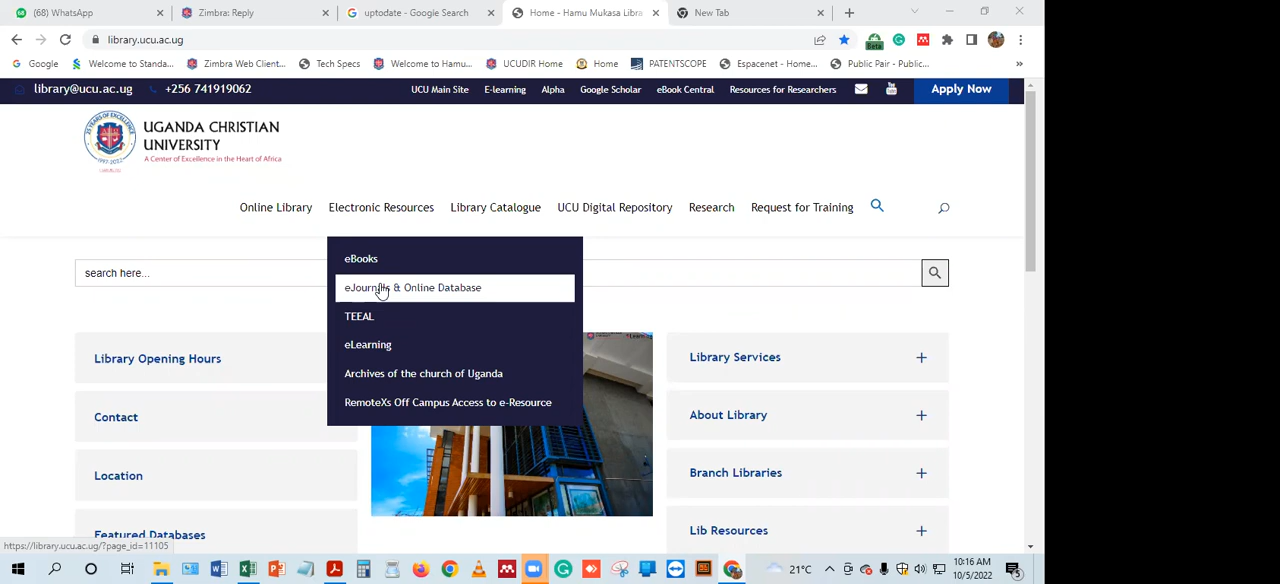 (68) WhatsApp
Zimbra: Reply
uptodate - Google Search
Home - Hamu Mukasa Libra
New Tab
library.ucu.ac.ug
Beta
Google
Welcome to Standa...
Zimbra Web Client...
Tech Specs
Welcome to Hamu...
UCUDIR Home
Home
PATENTSCOPE
Espacenet - Home...
Public Pair - Public...
»
library@ucu.ac.ug
+256 741919062
UCU Main Site
E-learning
Alpha
Google Scholar
eBook Central
Resources for Researchers
Apply Now
UGANDA CHRISTIAN
UNIVERSITY
A Center of Excellence in the Heart of Africa
Online Library
Electronic Resources
Library Catalogue
UCU Digital Repository
Research
Request for Training
eBooks
eJournals & Online Database
TEEAL
eLearning
Archives of the church of Uganda
RemoteXs Off Campus Access to e-Resource
search here...
Library Opening Hours
Contact
Location
Featured Databases
Library Services
About Library
Branch Libraries
Lib Resources
https://library.ucu.ac.ug/?page_id=11105
21°C
10:16 AM
10/5/2022